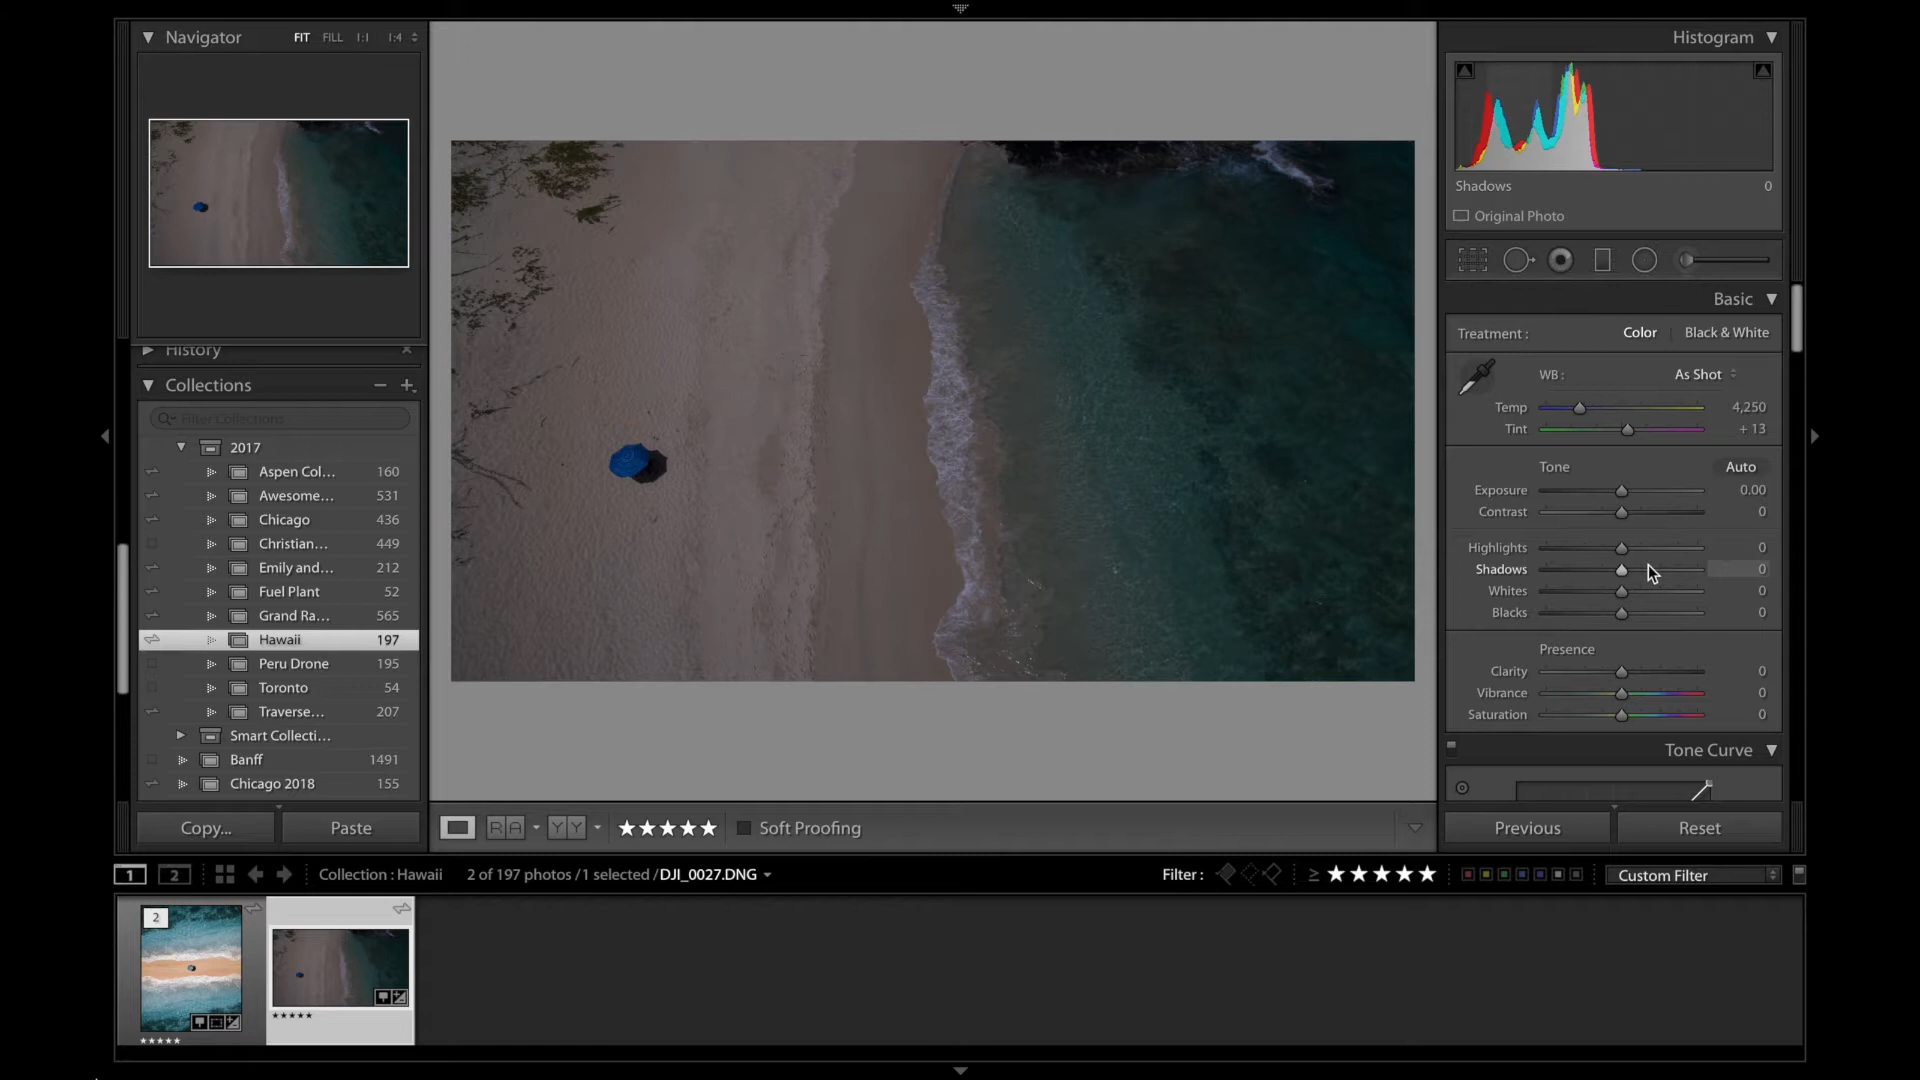 Navigator FIT FILL 1:1 1:4
History
Collections
Filter Collections
2017
Aspen Col... 160
Awesome... 531
Chicago 436
Christian... 449
Emily and... 212
Fuel Plant 52
Grand Ra... 565
Hawaii 197
Peru Drone 195
Toronto 54
Traverse... 207
Smart Collecti...
Banff 1491
Chicago 2018 155
Copy... Paste
RA YY Soft Proofing
Histogram
Shadows 0
Original Photo
Basic
Treatment : Color Black & White
WB : As Shot
Temp 4,250
Tint + 13
Tone Auto
Exposure 0.00
Contrast 0
Highlights 0
Shadows 0
Whites 0
Blacks 0
Presence
Clarity 0
Vibrance 0
Saturation 0
Tone Curve
Previous Reset
1 2 Collection : Hawaii 2 of 197 photos /1 selected /DJI_0027.DNG Filter : ≥ ★★★★★ Custom Filter
2